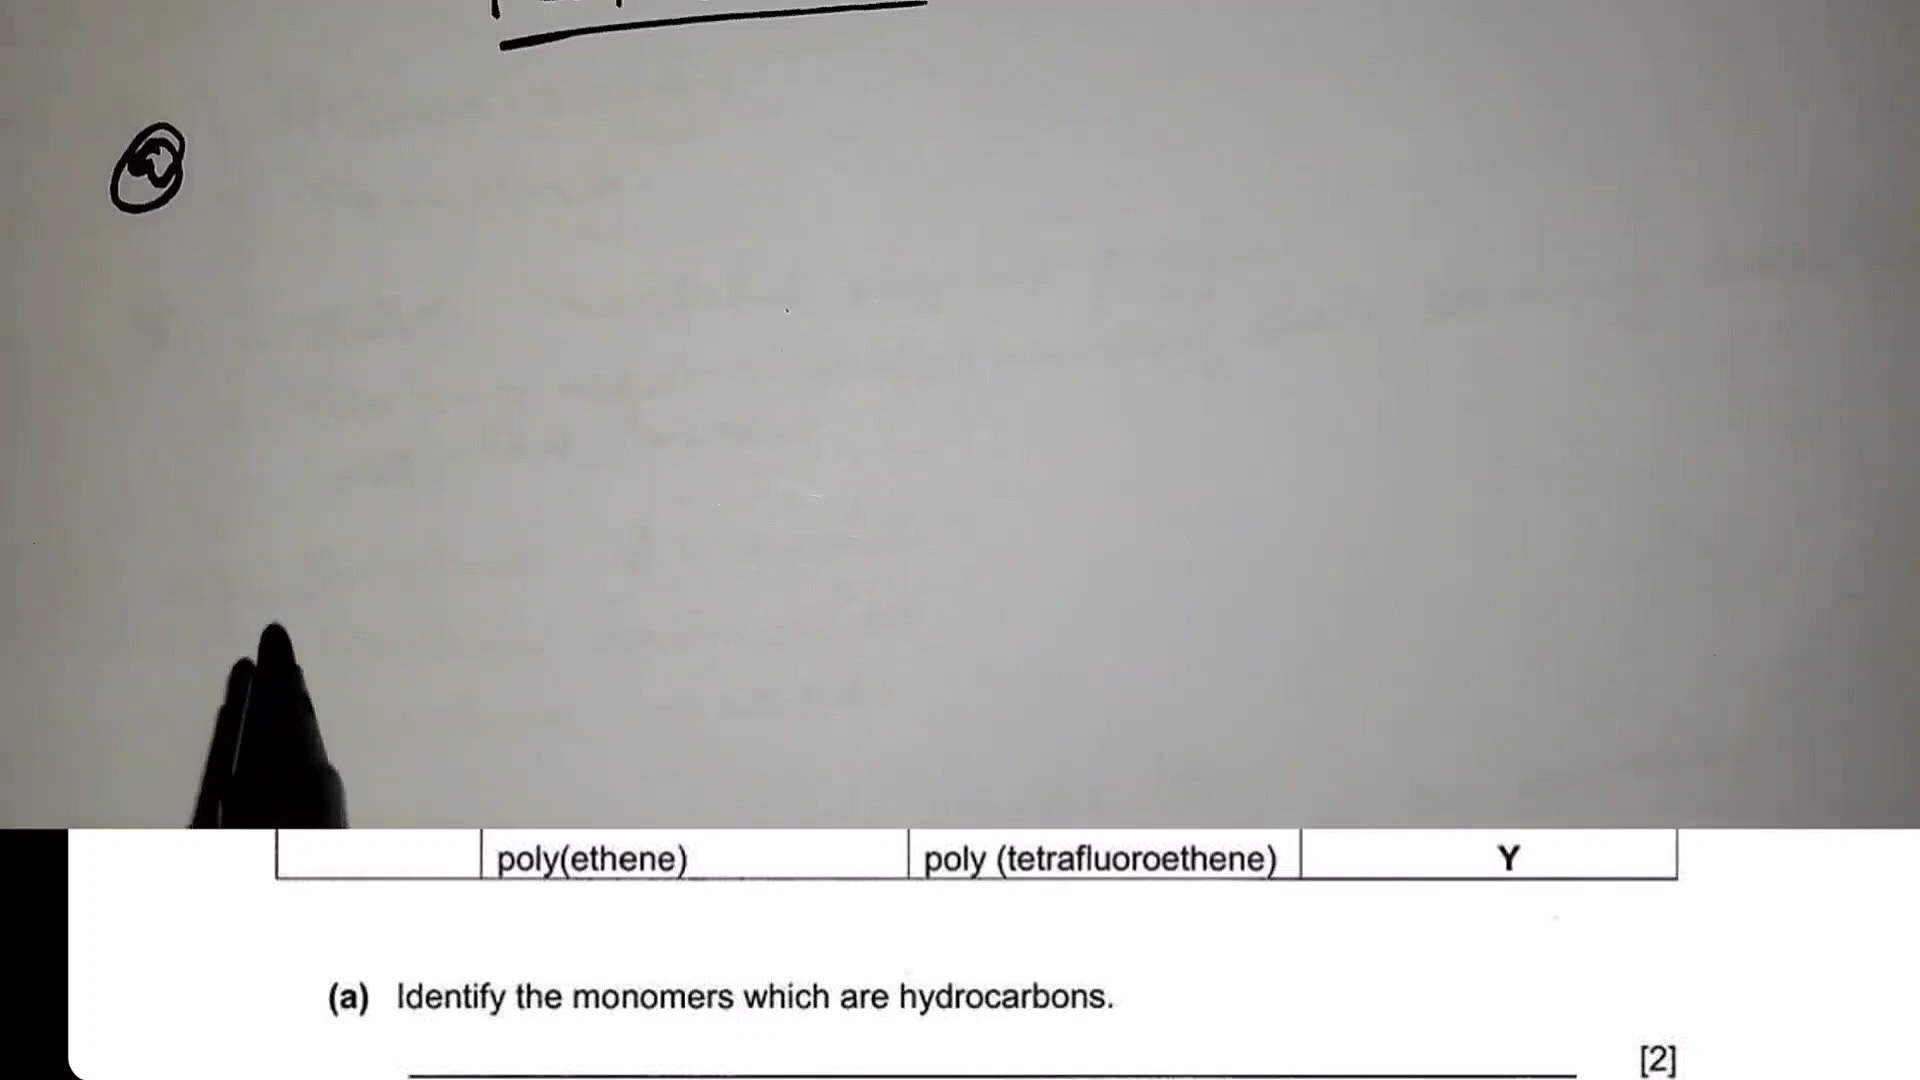 poly(ethene) poly (tetrafluoroethene) Y
(a) Identify the monomers which are hydrocarbons.
[2]